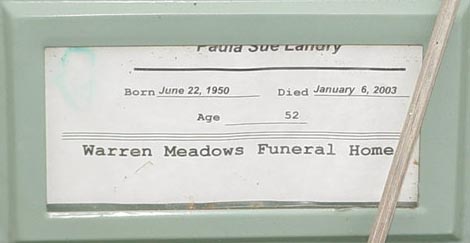 Paula Sue Landry
Born June 22, 1950 Died January 6, 2003
Age 52
Warren Meadows Funeral Home